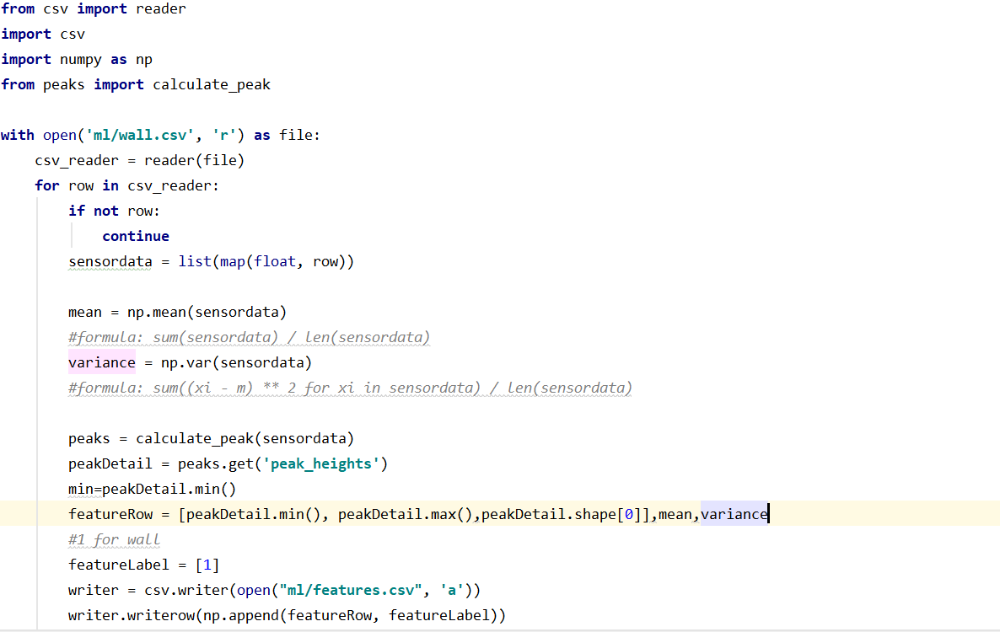 from csv import reader
import csv
import numpy as np
from peaks import calculate_peak
with open('ml/wall.csv', 'r') as file:
csv_reader = reader(file)
for row in csv_reader:
if not row:
continue
sensordata = list(map(float, row))
mean = np.mean(sensordata)
#formula: sum(sensordata) / len(sensordata)
variance = np.var(sensordata)
#formula: sum((xi - m) ** 2 for xi in sensordata) / len(sensordata)
peaks = calculate_peak(sensordata)
peakDetail = peaks.get('peak_heights')
min=peakDetail.min()
featureRow = [peakDetail.min(), peakDetail.max(),peakDetail.shape[0]],mean,variance
#1 for wall
featureLabel = [1]
writer = csv.writer(open("ml/features.csv", 'a'))
writer.writerow(np.append(featureRow, featureLabel))